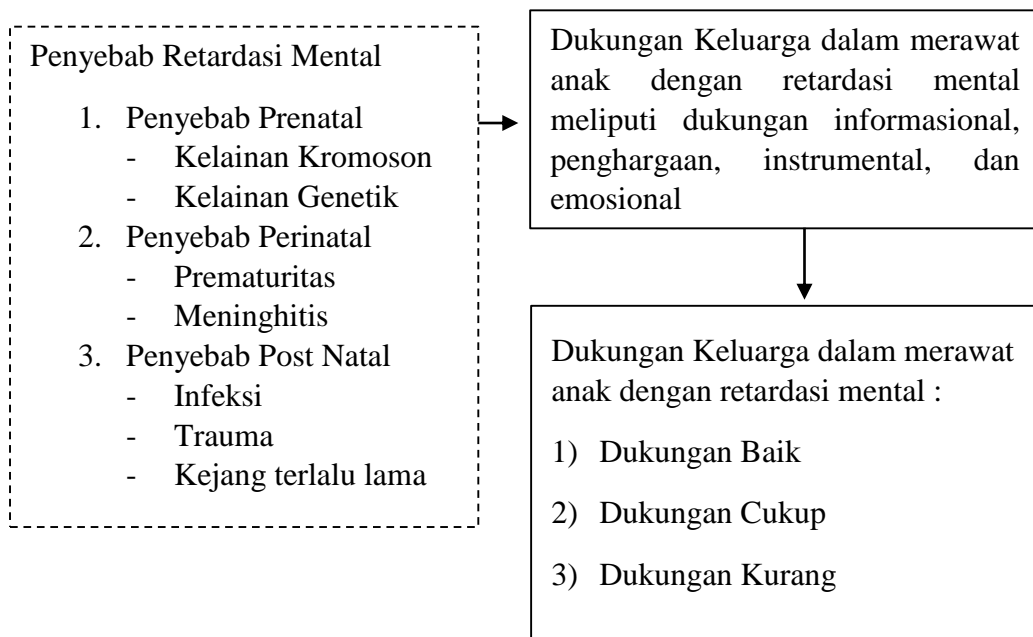 Penyebab Retardasi Mental
1. Penyebab Prenatal
- Kelainan Kromoson
- Kelainan Genetik
2. Penyebab Perinatal
- Prematuritas
- Meninghitis
3. Penyebab Post Natal
- Infeksi
- Trauma
- Kejang terlalu lama
Dukungan Keluarga dalam merawat
anak dengan retardasi mental
meliputi dukungan informasional,
penghargaan, instrumental, dan
emosional
Dukungan Keluarga dalam merawat
anak dengan retardasi mental :
1) Dukungan Baik
2) Dukungan Cukup
3) Dukungan Kurang